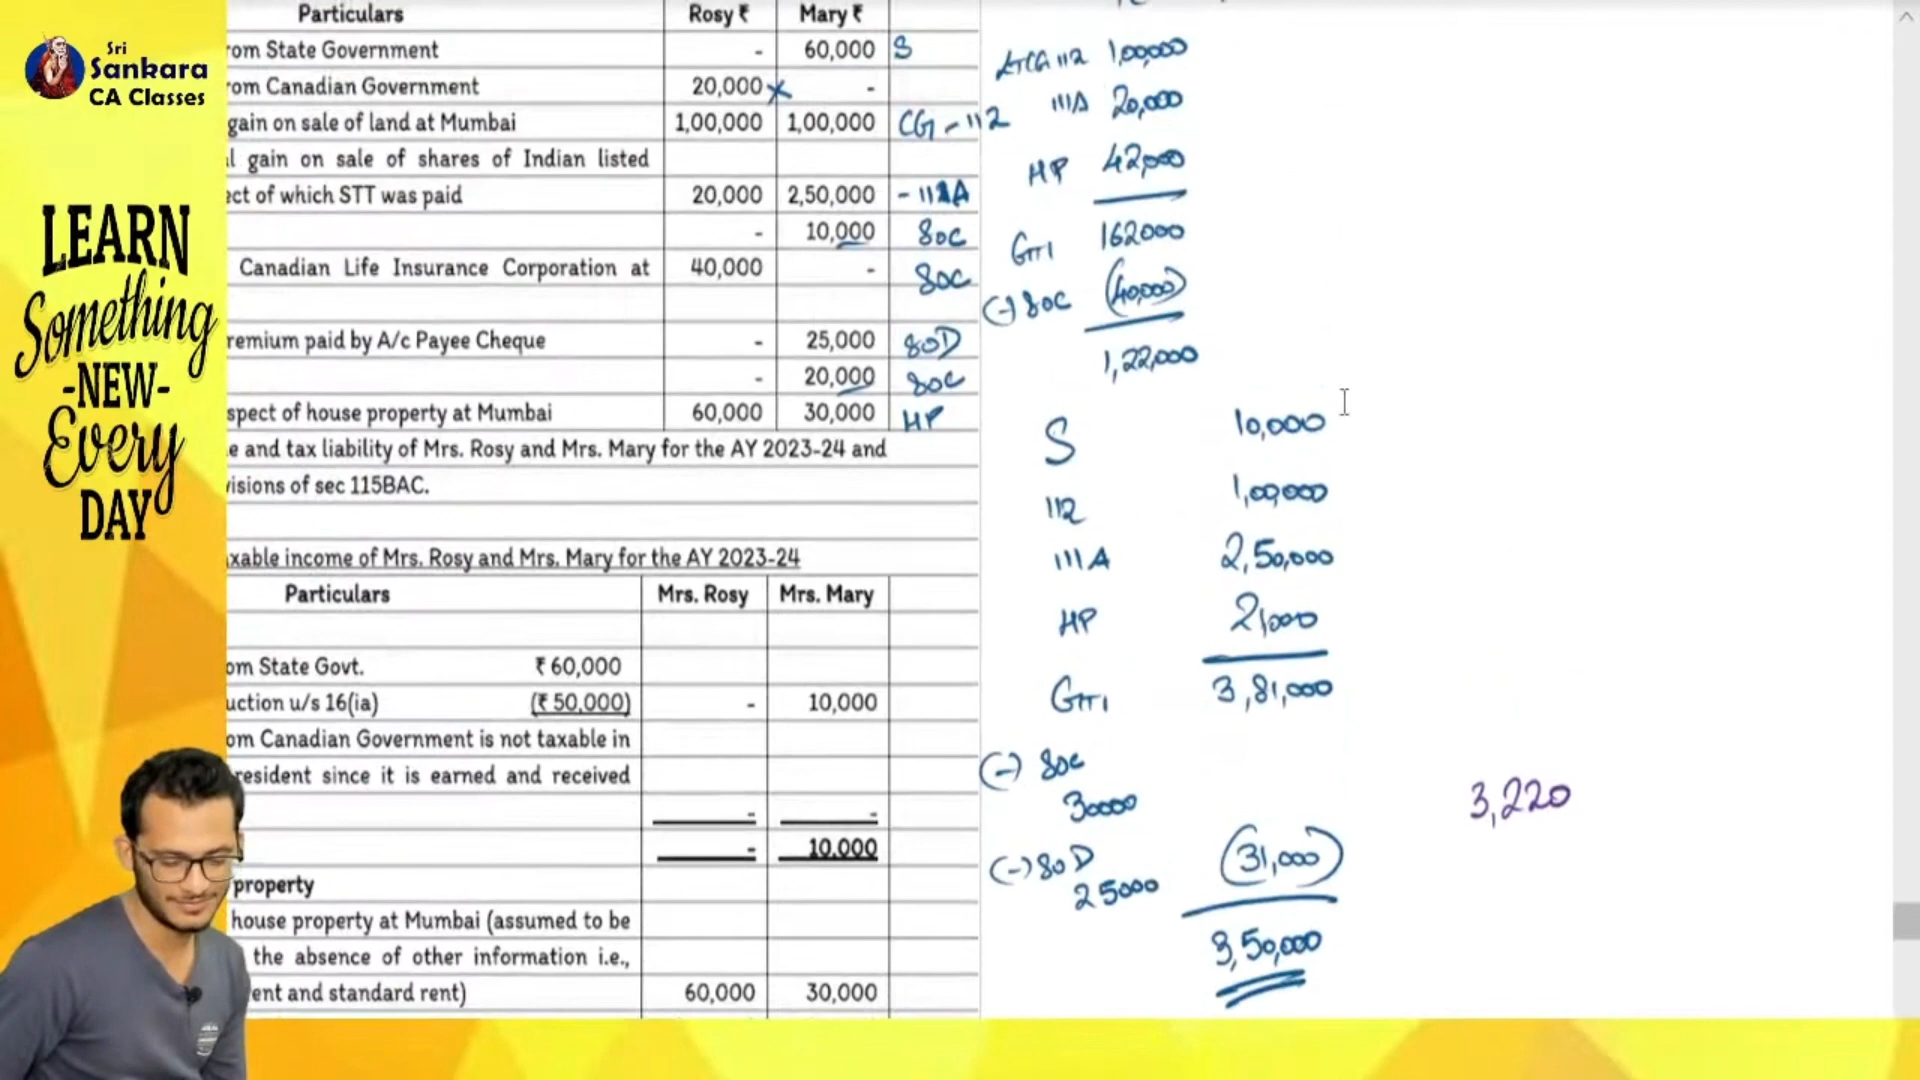 Sri
Sankara
CA Classes
LEARN
Something
-NEW-
Every
DAY
Particulars Rosy ₹ Mary ₹
rom State Government - 60,000 S
rom Canadian Government 20,000 x -
gain on sale of land at Mumbai 1,00,000 1,00,000 CG - 112
l gain on sale of shares of Indian listed
ect of which STT was paid 20,000 2,50,000 - 111A
- 10,000 80C
Canadian Life Insurance Corporation at 40,000 - 80C
remium paid by A/c Payee Cheque - 25,000 80D
- 20,000 80C
spect of house property at Mumbai 60,000 30,000 HP
e and tax liability of Mrs. Rosy and Mrs. Mary for the AY 2023-24 and
visions of sec 115BAC.
xable income of Mrs. Rosy and Mrs. Mary for the AY 2023-24
Particulars Mrs. Rosy Mrs. Mary
om State Govt. ₹ 60,000
uction u/s 16(ia) (₹ 50,000) - 10,000
om Canadian Government is not taxable in
resident since it is earned and received
- -
- 10,000
property
house property at Mumbai (assumed to be
the absence of other information i.e.,
ent and standard rent) 60,000 30,000
LTCG 112 1,00,000
111A 20,000
HP 42,000
GTI 162000
(-) 80C (40,000)
1,22,000
S 10,000
112 1,00,000
111A 2,50,000
HP 21,000
GTI 3,81,000
(-) 80C
30000
(-) 80D (31,000)
25000
3,50,000
3,220